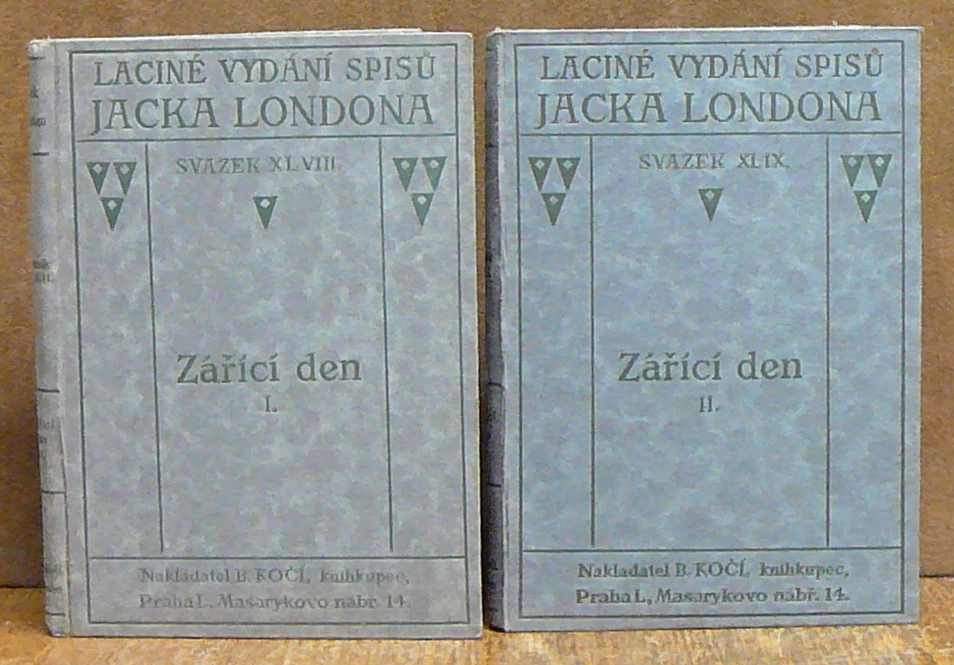 LACINÉ VYDÁNÍ SPISŮ
JACKA LONDONA
SVAZEK XLVIII.
Zářící den
I.
Nakladatel B. KOČÍ, knihkupec,
Praha I., Masarykovo nábř. 14.
LACINÉ VYDÁNÍ SPISŮ
JACKA LONDONA
SVAZEK XLIX.
Zářící den
II.
Nakladatel B. KOČÍ, knihkupec,
Praha I., Masarykovo nábř. 14.